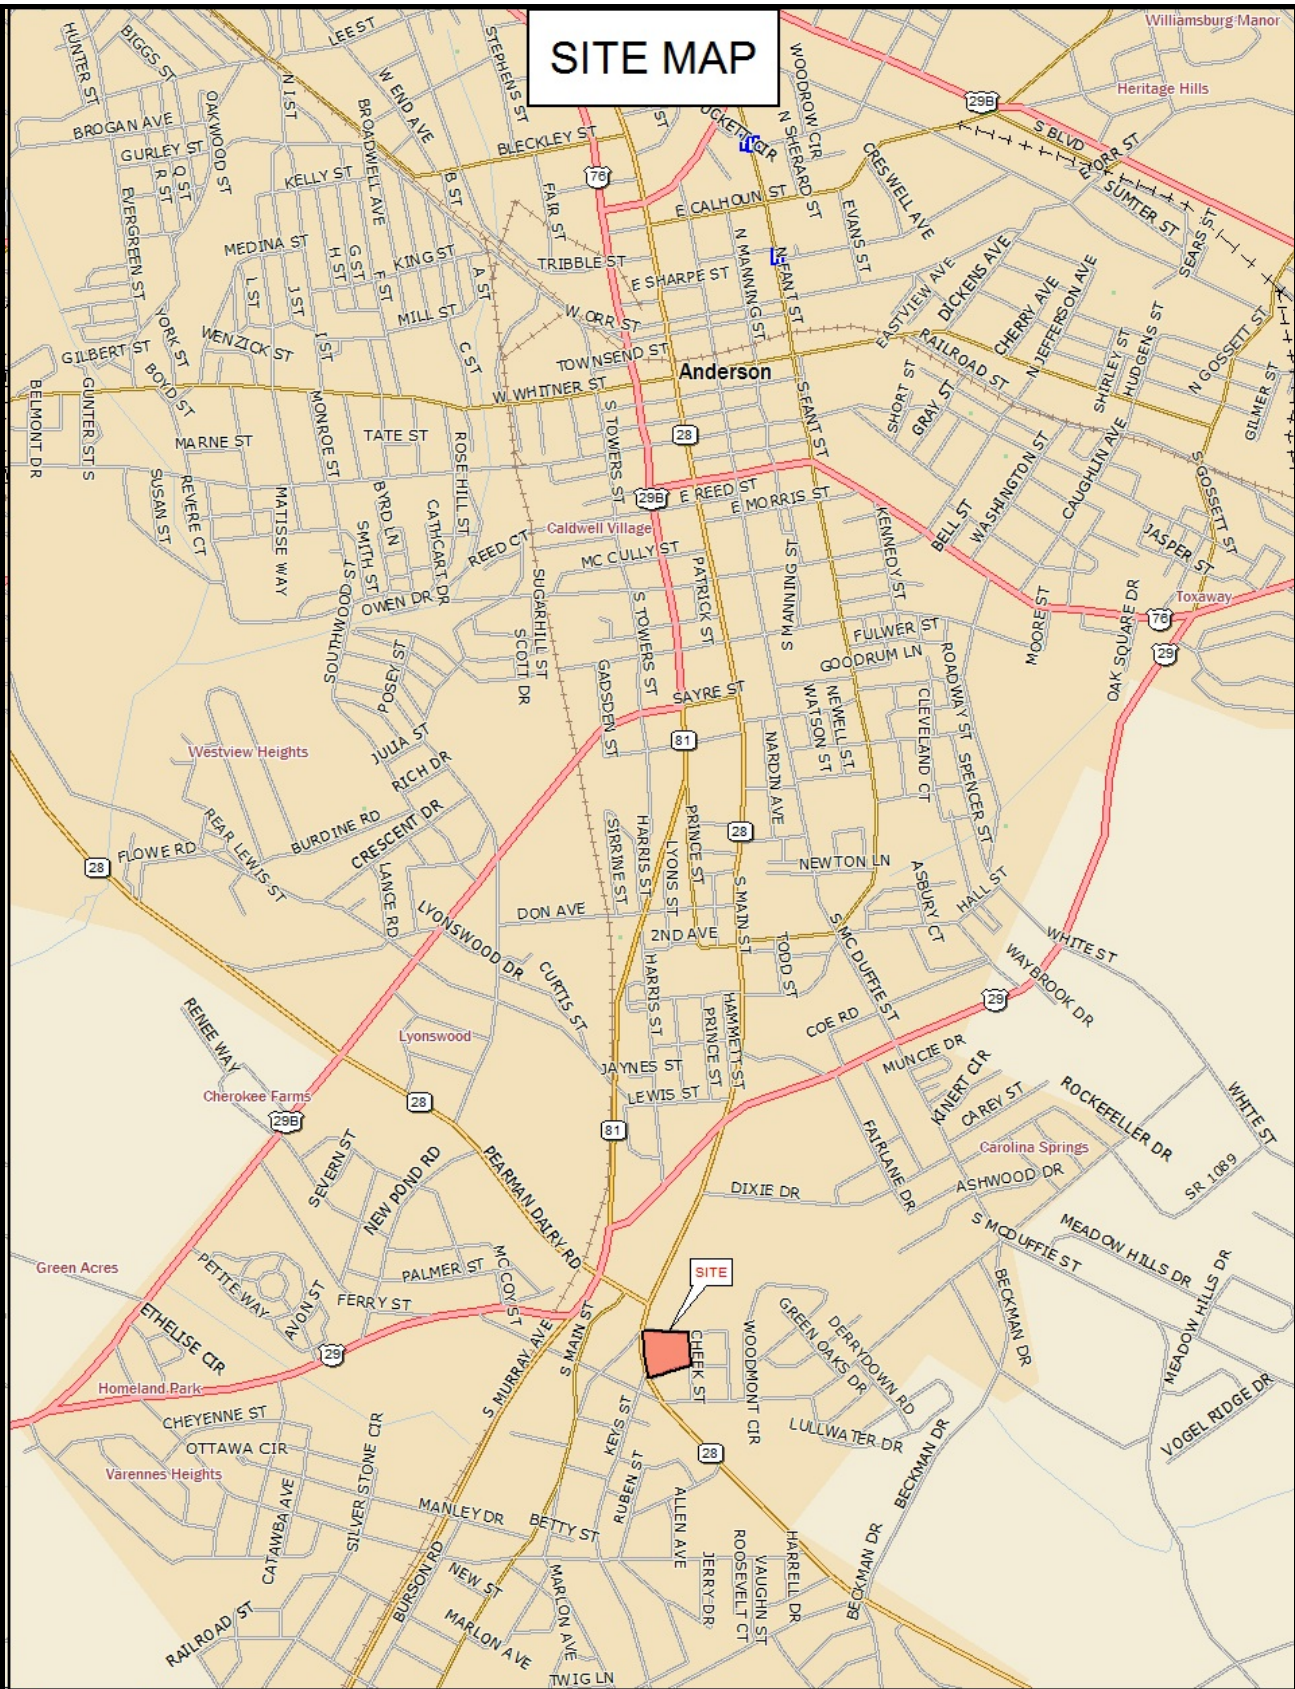 SITE MAP
Williamsburg Manor
Heritage Hills
29B
S BLVD
E ORR ST
SUMTER ST
SEARS ST
HUNTER ST
BIGGS ST
LEE ST
STEPHENS ST
W END AVE
N I ST
OAKWOOD ST
BROADWELL AVE
BROGAN AVE
GURLEY ST
R ST
Q ST
EVERGREEN ST
KELLY ST
BLECKLEY ST
B ST
FAIR ST
76
ST
WOODROW CIR
N SHERARD ST
CRESWELL AVE
E CALHOUN ST
EVANS ST
MEDINA ST
H ST
G ST
F ST
KING ST
A ST
TRIBBLE ST
E SHARPE ST
N MANNING ST
N FANT ST
L ST
J ST
I ST
MILL ST
C ST
W ORR ST
TOWNSEND ST
EASTVIEW AVE
DICKENS AVE
CHERRY AVE
N JEFFERSON AVE
RAILROAD ST
SHIRLEY ST
HUDGENS ST
N GOSSETT ST
GILMER ST
YORK ST
WENZICK ST
GILBERT ST
BOYD ST
BELMONT DR
GUNTER ST S
W WHITNER ST
Anderson
SHORT ST
GRAY ST
S FANT ST
MONROE ST
MARNE ST
TATE ST
ROSE HILL ST
S TOWERS ST
28
SUSAN ST
REVERE CT
MATISSE WAY
BYRD LN
SMITH ST
CATHCART DR
29B
E REED ST
E MORRIS ST
Caldwell Village
REED CT
MC CULLY ST
S MANNING ST
KENNEDY ST
BELL ST
WASHINGTON ST
CAUGHLIN AVE
S GOSSETT ST
JASPER ST
Toxaway
76
29
OAK SQUARE DR
MOORE ST
OWEN DR
SOUTHWOOD ST
SUGARHILL ST
SCOTT DR
PATRICK ST
S TOWERS ST
GADSDEN ST
FULWER ST
GOODRUM LN
ROADWAY ST
POSEY ST
SAYRE ST
WATSON ST
NEWELL ST
CLEVELAND CT
SPENCER ST
Westview Heights
JULIA ST
RICH DR
81
NARDIN AVE
CRESCENT DR
BURDINE RD
REAR LEWIS ST
FLOWE RD
28
LANCE RD
SIRRINE ST
HARRIS ST
LYONS ST
PRINCE ST
28
NEWTON LN
ASBURY CT
HALL ST
S MAIN ST
DON AVE
2ND AVE
LYONSWOOD DR
CURTIS ST
TODD ST
S MC DUFFIE ST
WHITE ST
WAYBROOK DR
HARRIS ST
PRINCE ST
HAMMETT ST
29
COE RD
RENEE WAY
Lyonswood
JAYNES ST
LEWIS ST
MUNCIE DR
KINERT CIR
CAREY ST
ROCKEFELLER DR
WHITE ST
Cherokee Farms
29B
28
81
FAIRLANE DR
Carolina Springs
ASHWOOD DR
SR 1089
SEVERN ST
NEW POND RD
PEARMAN DAIRY RD
DIXIE DR
S MCDUFFIE ST
MEADOW HILLS DR
MEADOW HILLS DR
Green Acres
PETITE WAY
AVON ST
PALMER ST
MC COY ST
FERRY ST
SITE
BECKMAN DR
ETHELISE CIR
29
S MURRAY AVE
S MAIN ST
CHEEK ST
WOODMONT CIR
GREEN OAKS DR
DERRYDOWN RD
VOGEL RIDGE DR
Homeland Park
CHEYENNE ST
OTTAWA CIR
Varennes Heights
CATAWBA AVE
SILVER STONE CIR
KEYS ST
RUBEN ST
28
LULLWATER DR
BECKMAN DR
MANLEY DR
BETTY ST
ALLEN AVE
JERRY DR
ROOSEVELT CT
VAUGHN ST
HARRELL DR
BECKMAN DR
BURSON RD
NEW ST
MARLON AVE
MARLON AVE
RAILROAD ST
TWIG LN